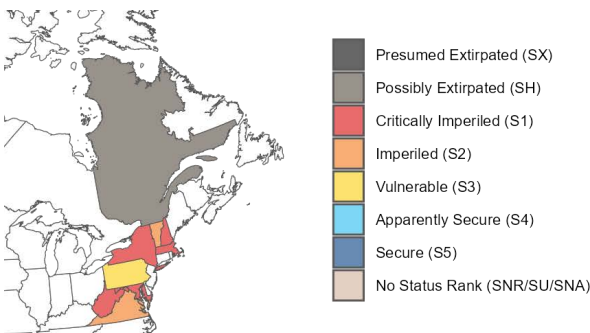 Presumed Extirpated (SX)
Possibly Extirpated (SH)
Critically Imperiled (S1)
Imperiled (S2)
Vulnerable (S3)
Apparently Secure (S4)
Secure (S5)
No Status Rank (SNR/SU/SNA)